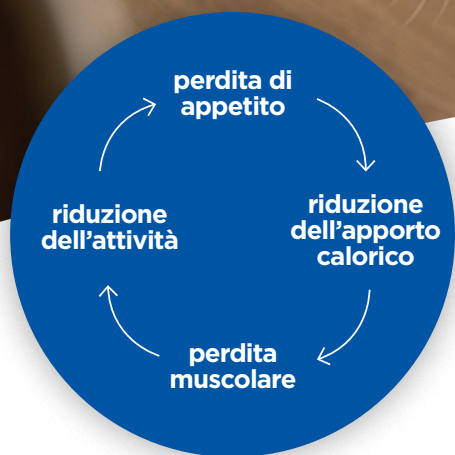 perdita di
appetito
riduzione
dell'apporto
calorico
perdita
muscolare
riduzione
dell'attività